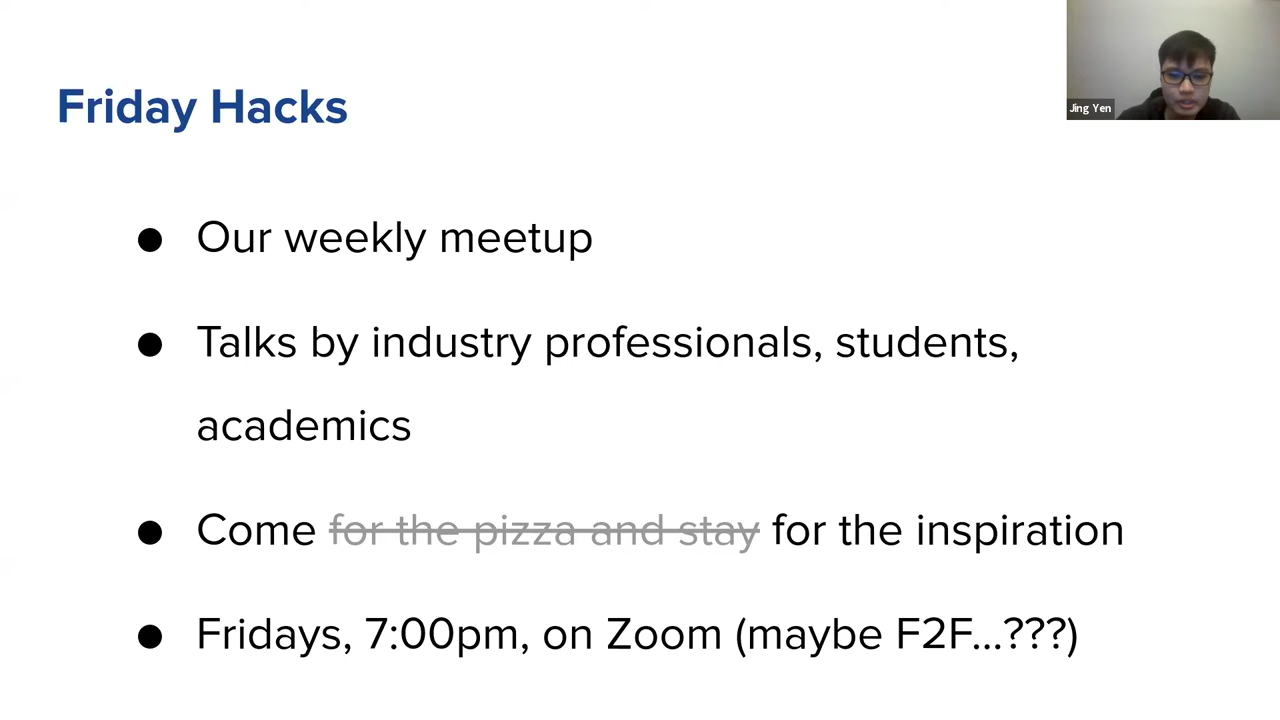 Friday Hacks
Jing Yen
● Our weekly meetup
● Talks by industry professionals, students,
academics
● Come for the pizza and stay for the inspiration
● Fridays, 7:00pm, on Zoom (maybe F2F...???)